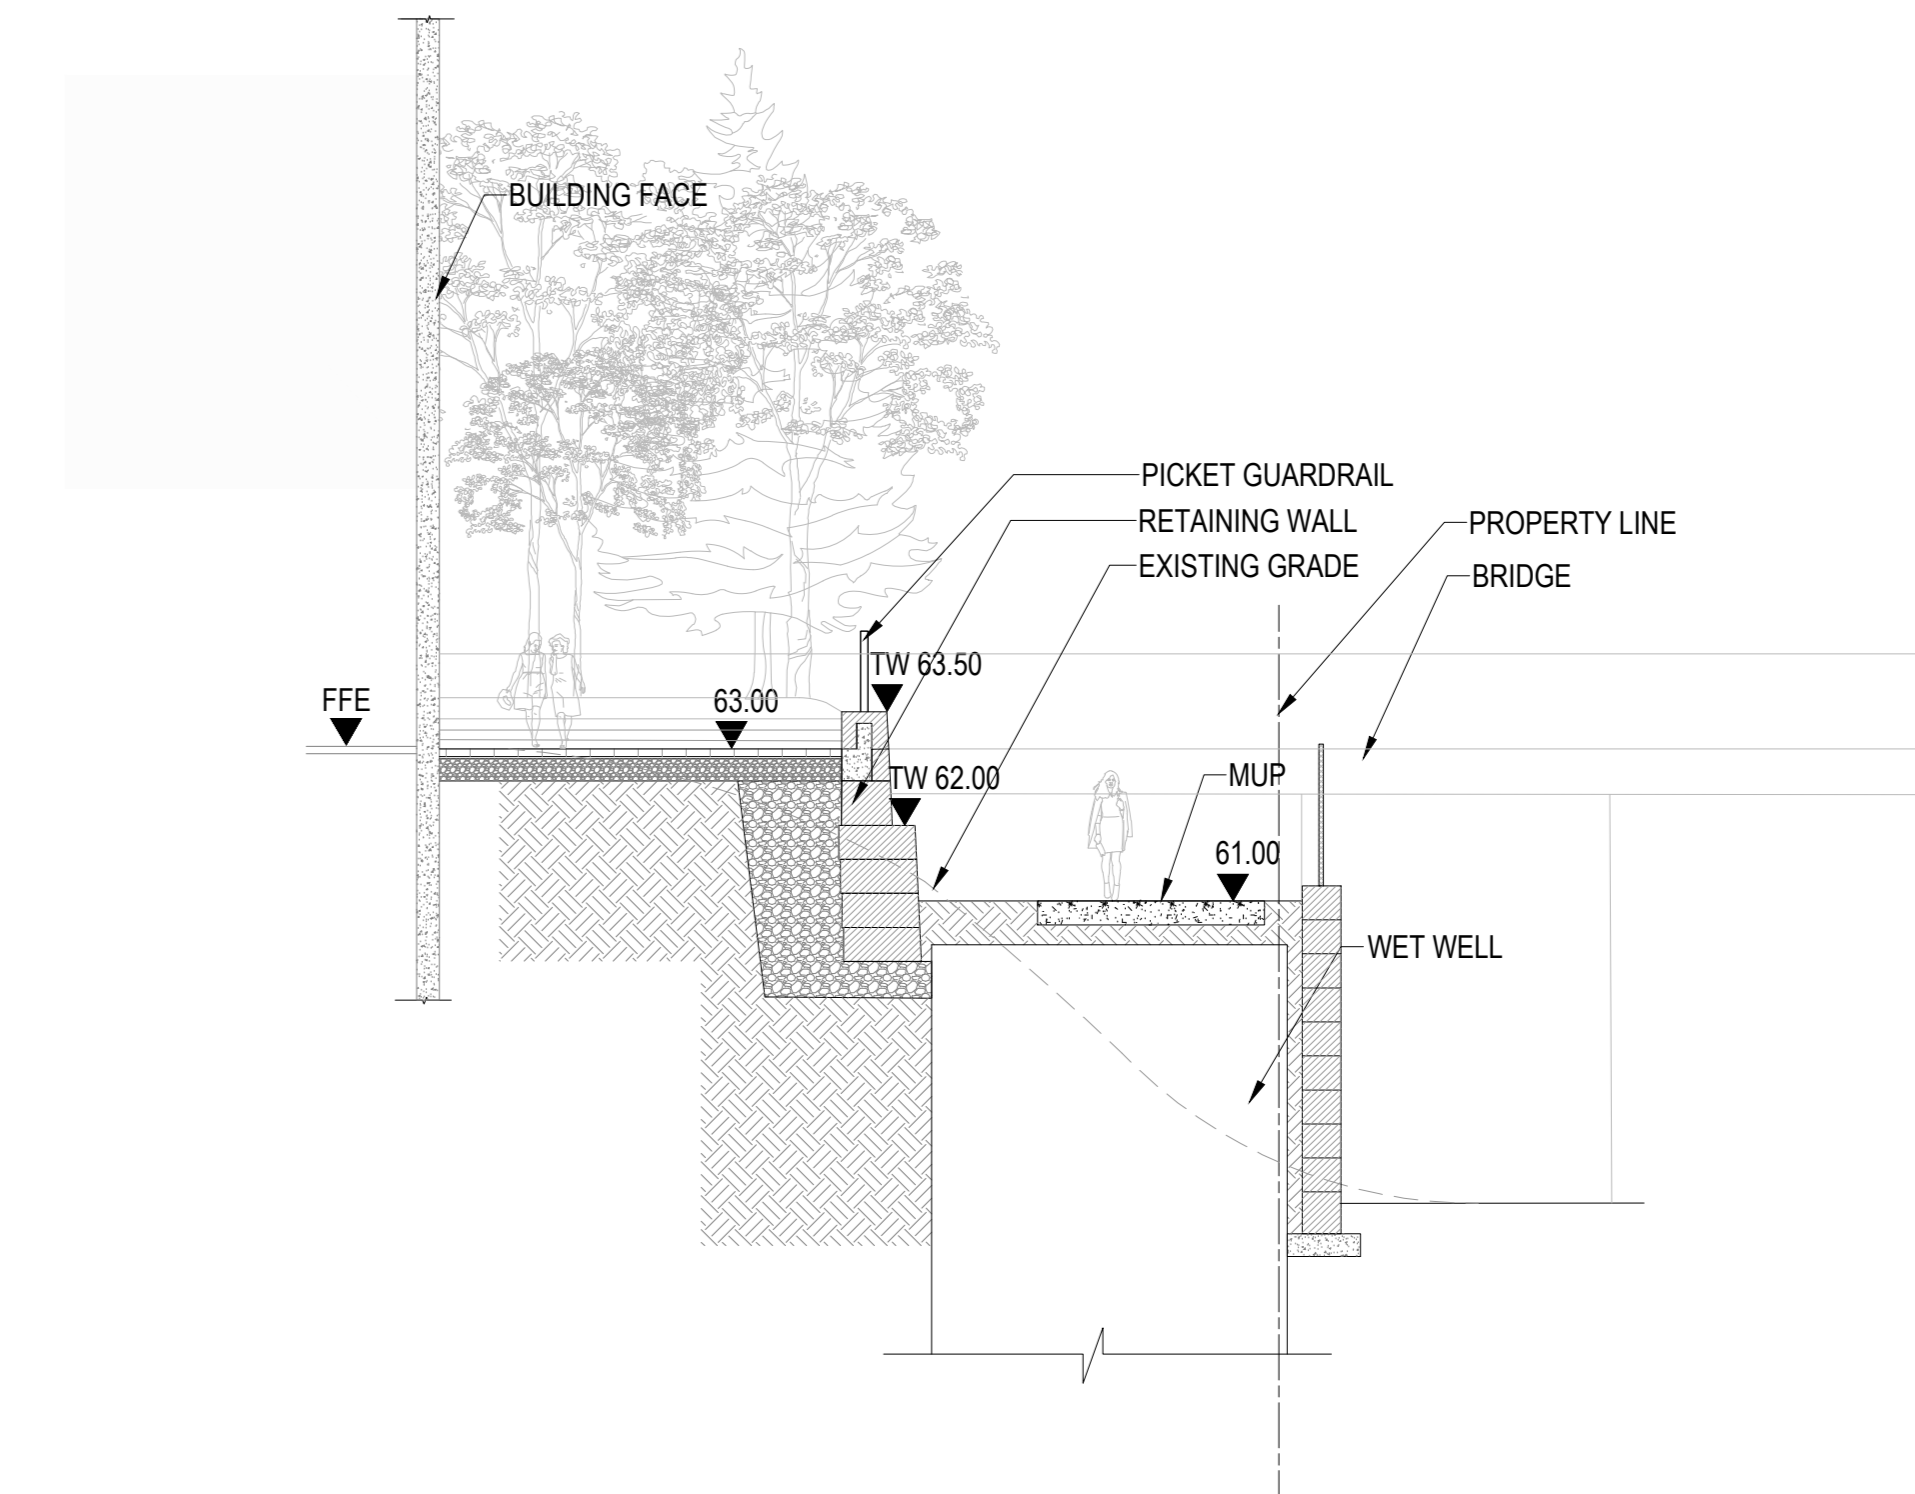 BUILDING FACE
PICKET GUARDRAIL
RETAINING WALL
PROPERTY LINE
EXISTING GRADE
BRIDGE
TW 63.50
FFE
63.00
TW 62.00
MUP
61.00
WET WELL